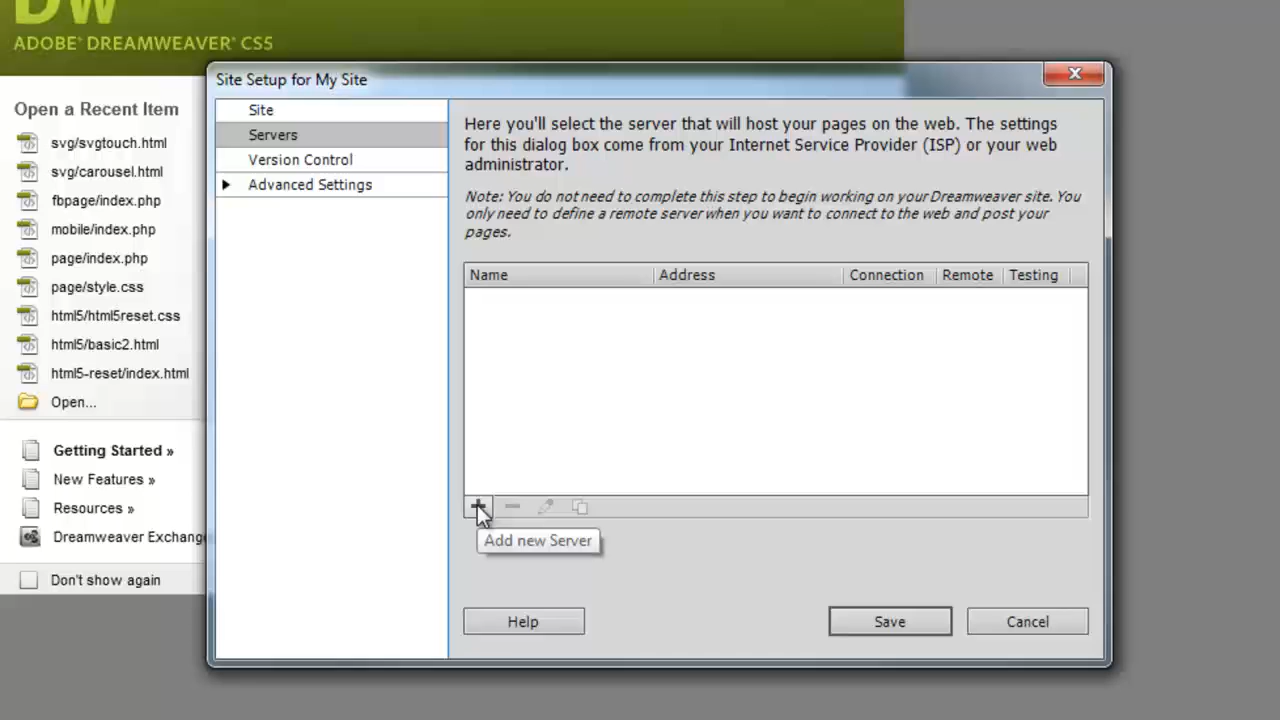 Dw
ADOBE® DREAMWEAVER® CS5
Open a Recent Item
svg/svgtouch.html
svg/carousel.html
fbpage/index.php
mobile/index.php
page/index.php
page/style.css
html5/html5reset.css
html5/basic2.html
html5-reset/index.html
Open...
Getting Started »
New Features »
Resources »
Dreamweaver Exchange
Don't show again
Site Setup for My Site
Site
Servers
Version Control
Advanced Settings
Here you'll select the server that will host your pages on the web. The settings
for this dialog box come from your Internet Service Provider (ISP) or your web
administrator.
Note: You do not need to complete this step to begin working on your Dreamweaver site. You
only need to define a remote server when you want to connect to the web and post your
pages.
Name Address Connection Remote Testing
Add new Server
Help Save Cancel